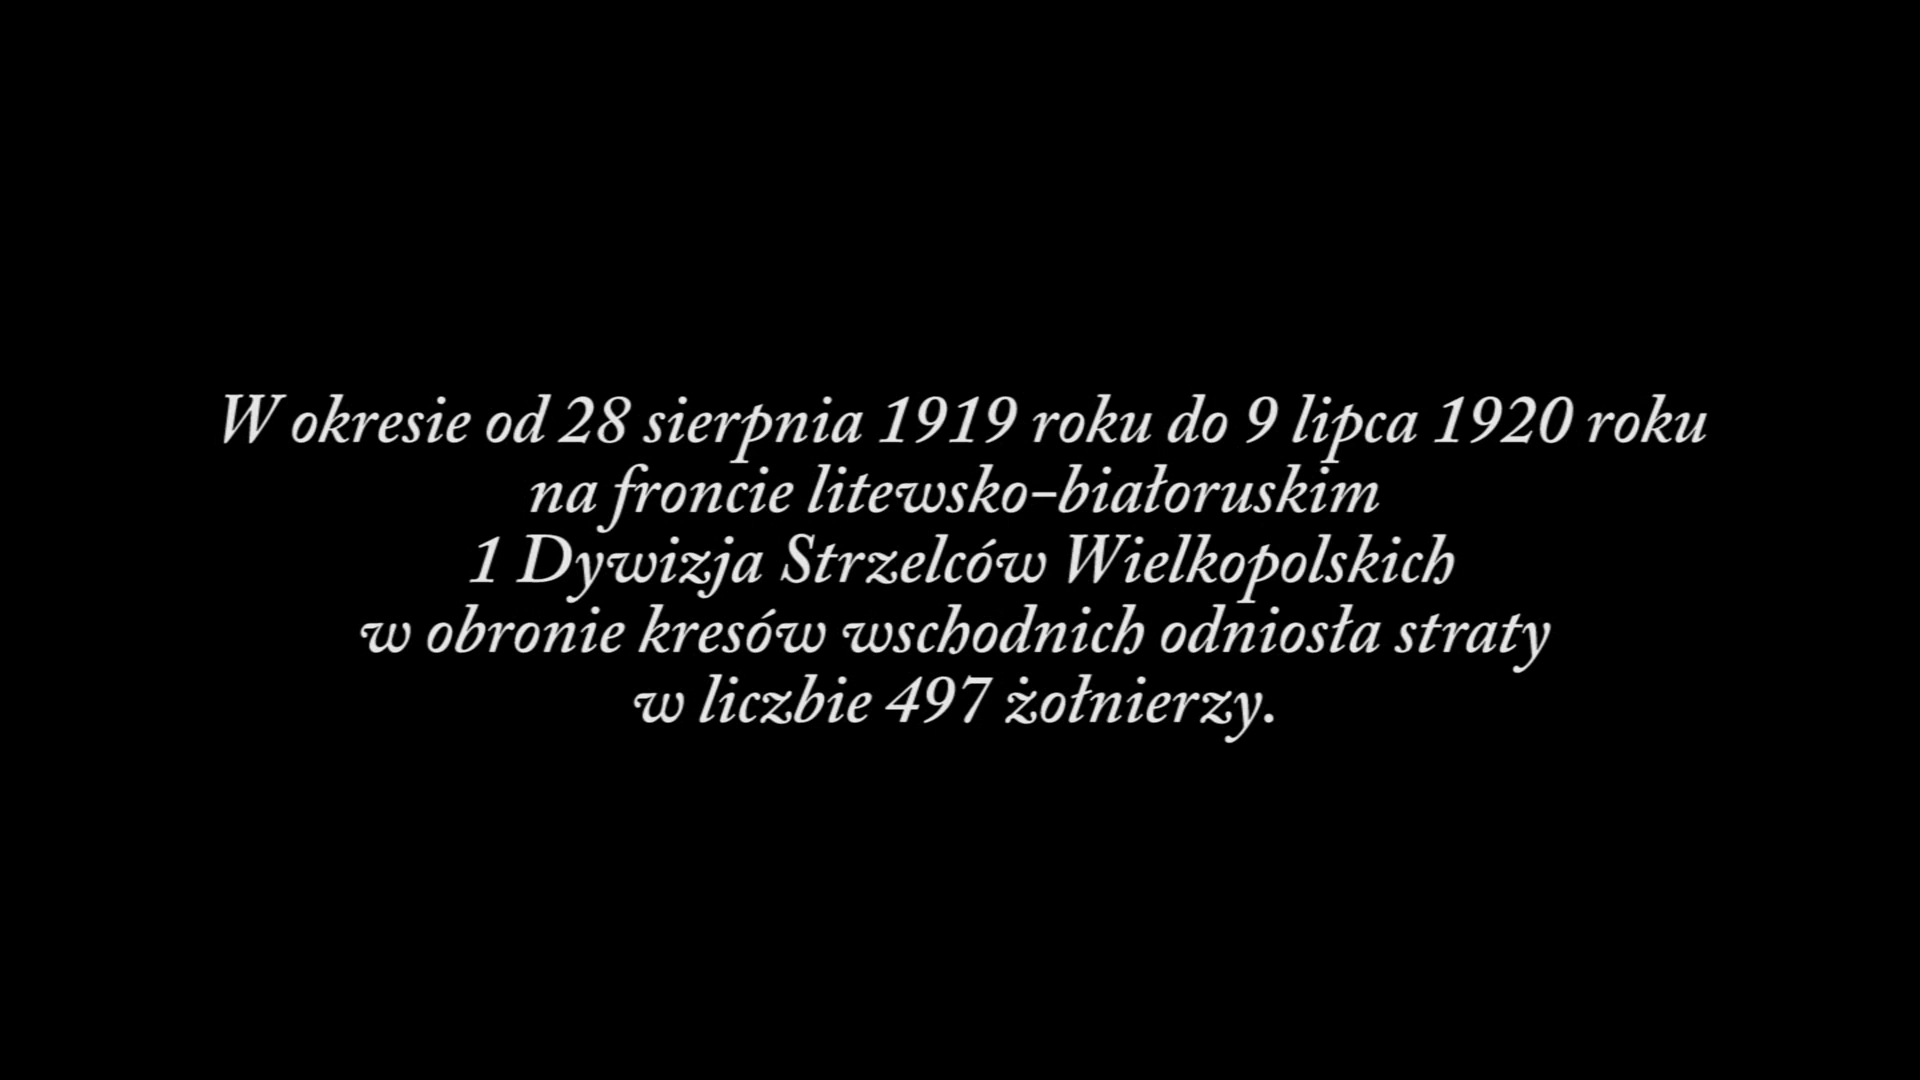 W okresie od 28 sierpnia 1919 roku do 9 lipca 1920 roku
na froncie litewsko-białoruskim
1 Dywizja Strzelców Wielkopolskich
w obronie kresów wschodnich odniosła straty
w liczbie 497 żołnierzy.